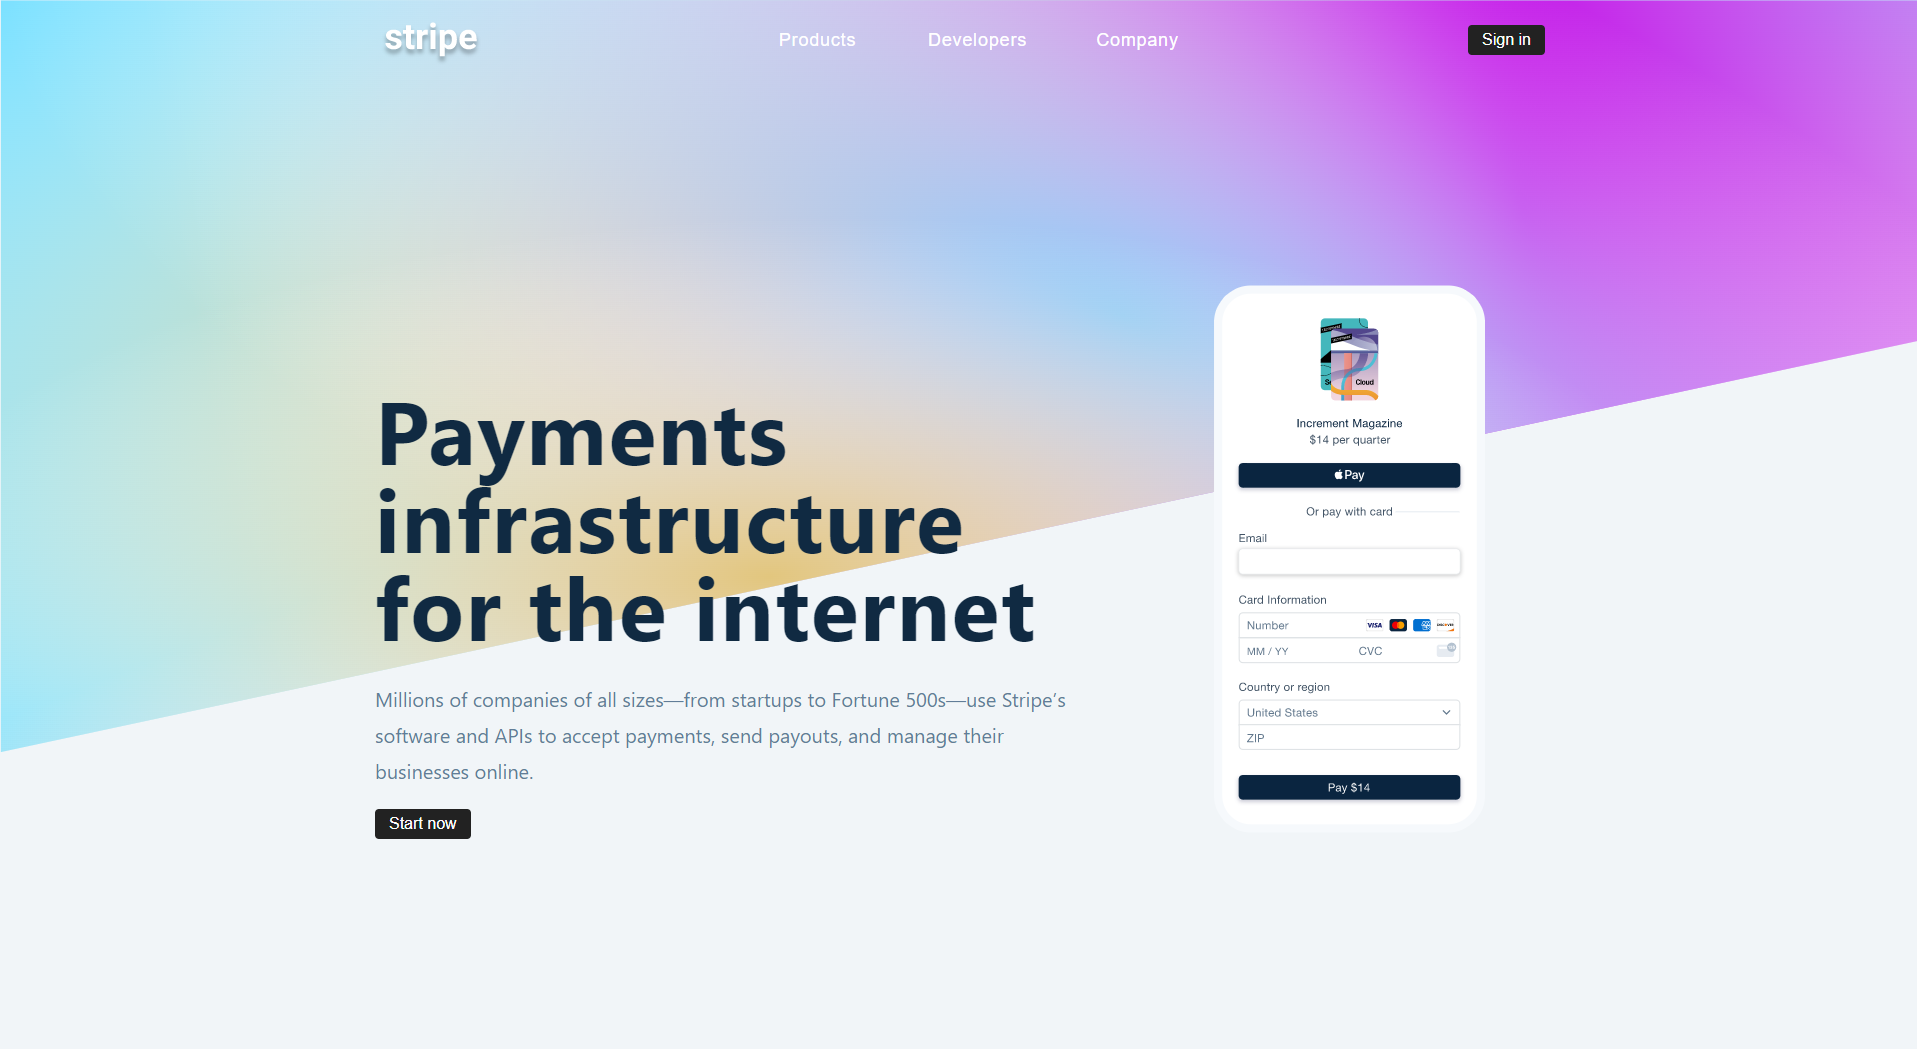 stripe
Products
Developers
Company
Sign in
Payments
infrastructure
for the internet
Millions of companies of all sizes—from startups to Fortune 500s—use Stripe’s
software and APIs to accept payments, send payouts, and manage their
businesses online.
Start now
Cloud
Increment Magazine
$14 per quarter
Pay
Or pay with card
Email
Card Information
Number
VISA
DISCOVER
MM / YY
CVC
Country or region
United States
ZIP
Pay $14